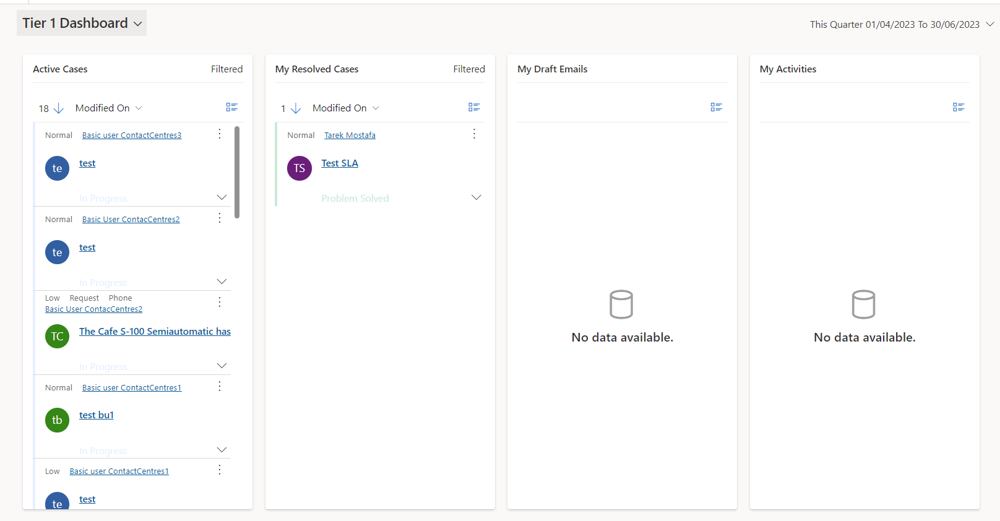 Tier 1 Dashboard
This Quarter 01/04/2023 To 30/06/2023
Active Cases
Filtered
18
Modified On
Normal Basic user ContactCentres3
te
test
In Progress
Normal Basic User ContacCentres2
te
test
In Progress
Low Request Phone
Basic User ContacCentres2
TC
The Cafe S-100 Semiautomatic has
In Progress
Normal Basic user ContactCentres1
tb
test bu1
In Progress
Low Basic user ContactCentres1
te
test
My Resolved Cases
Filtered
1
Modified On
Normal Tarek Mostafa
TS
Test SLA
Problem Solved
My Draft Emails
No data available.
My Activities
No data available.